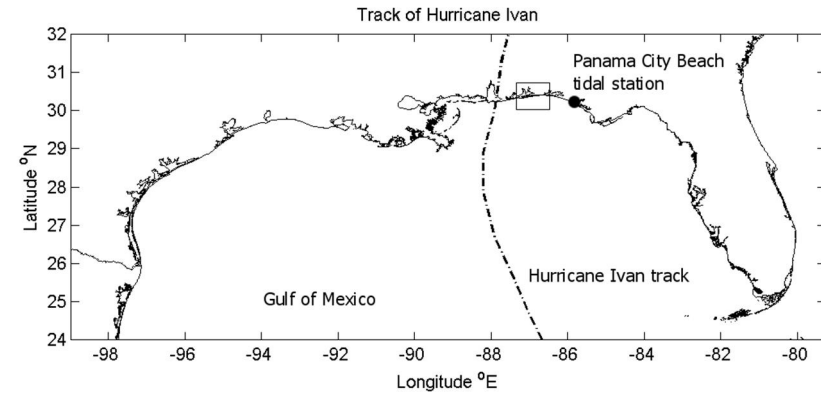 Track of Hurricane Ivan
32
31
30
29
28
27
26
25
24
Latitude °N
Panama City Beach
tidal station
Hurricane Ivan track
Gulf of Mexico
-98 -96 -94 -92 -90 -88 -86 -84 -82 -80
Longitude °E